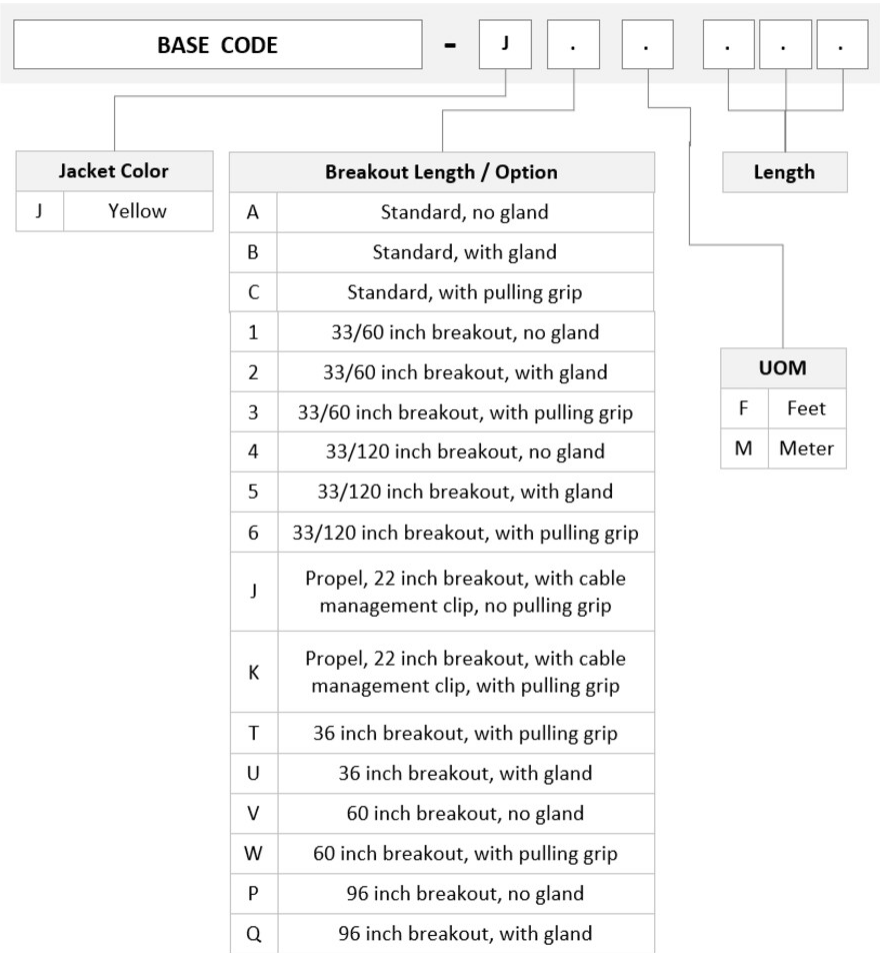 BASE CODE - J . . . . .
Jacket Color
J Yellow
Breakout Length / Option
A Standard, no gland
B Standard, with gland
C Standard, with pulling grip
1 33/60 inch breakout, no gland
2 33/60 inch breakout, with gland
3 33/60 inch breakout, with pulling grip
4 33/120 inch breakout, no gland
5 33/120 inch breakout, with gland
6 33/120 inch breakout, with pulling grip
J Propel, 22 inch breakout, with cable
management clip, no pulling grip
K Propel, 22 inch breakout, with cable
management clip, with pulling grip
T 36 inch breakout, with pulling grip
U 36 inch breakout, with gland
V 60 inch breakout, no gland
W 60 inch breakout, with pulling grip
P 96 inch breakout, no gland
Q 96 inch breakout, with gland
Length
UOM
F Feet
M Meter